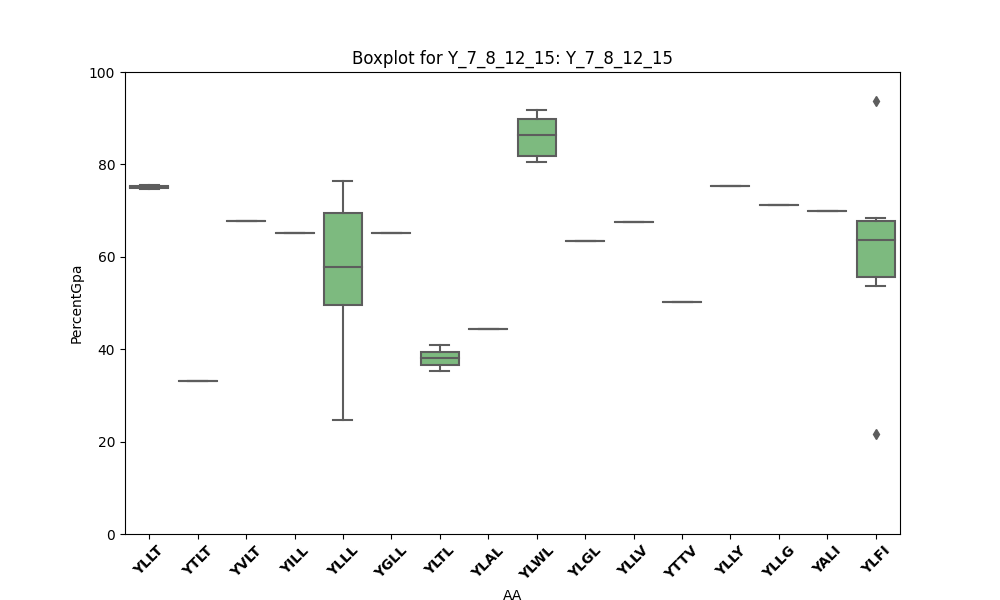 Boxplot for Y_7_8_12_15: Y_7_8_12_15
100
80
60
40
20
0
PercentGpa
YLLT YTLT YVLT YILL YLLL YGLL YLTL YLAL YLWL YLGL YLLV YTTV YLLY YLLG YALI YLFI
AA